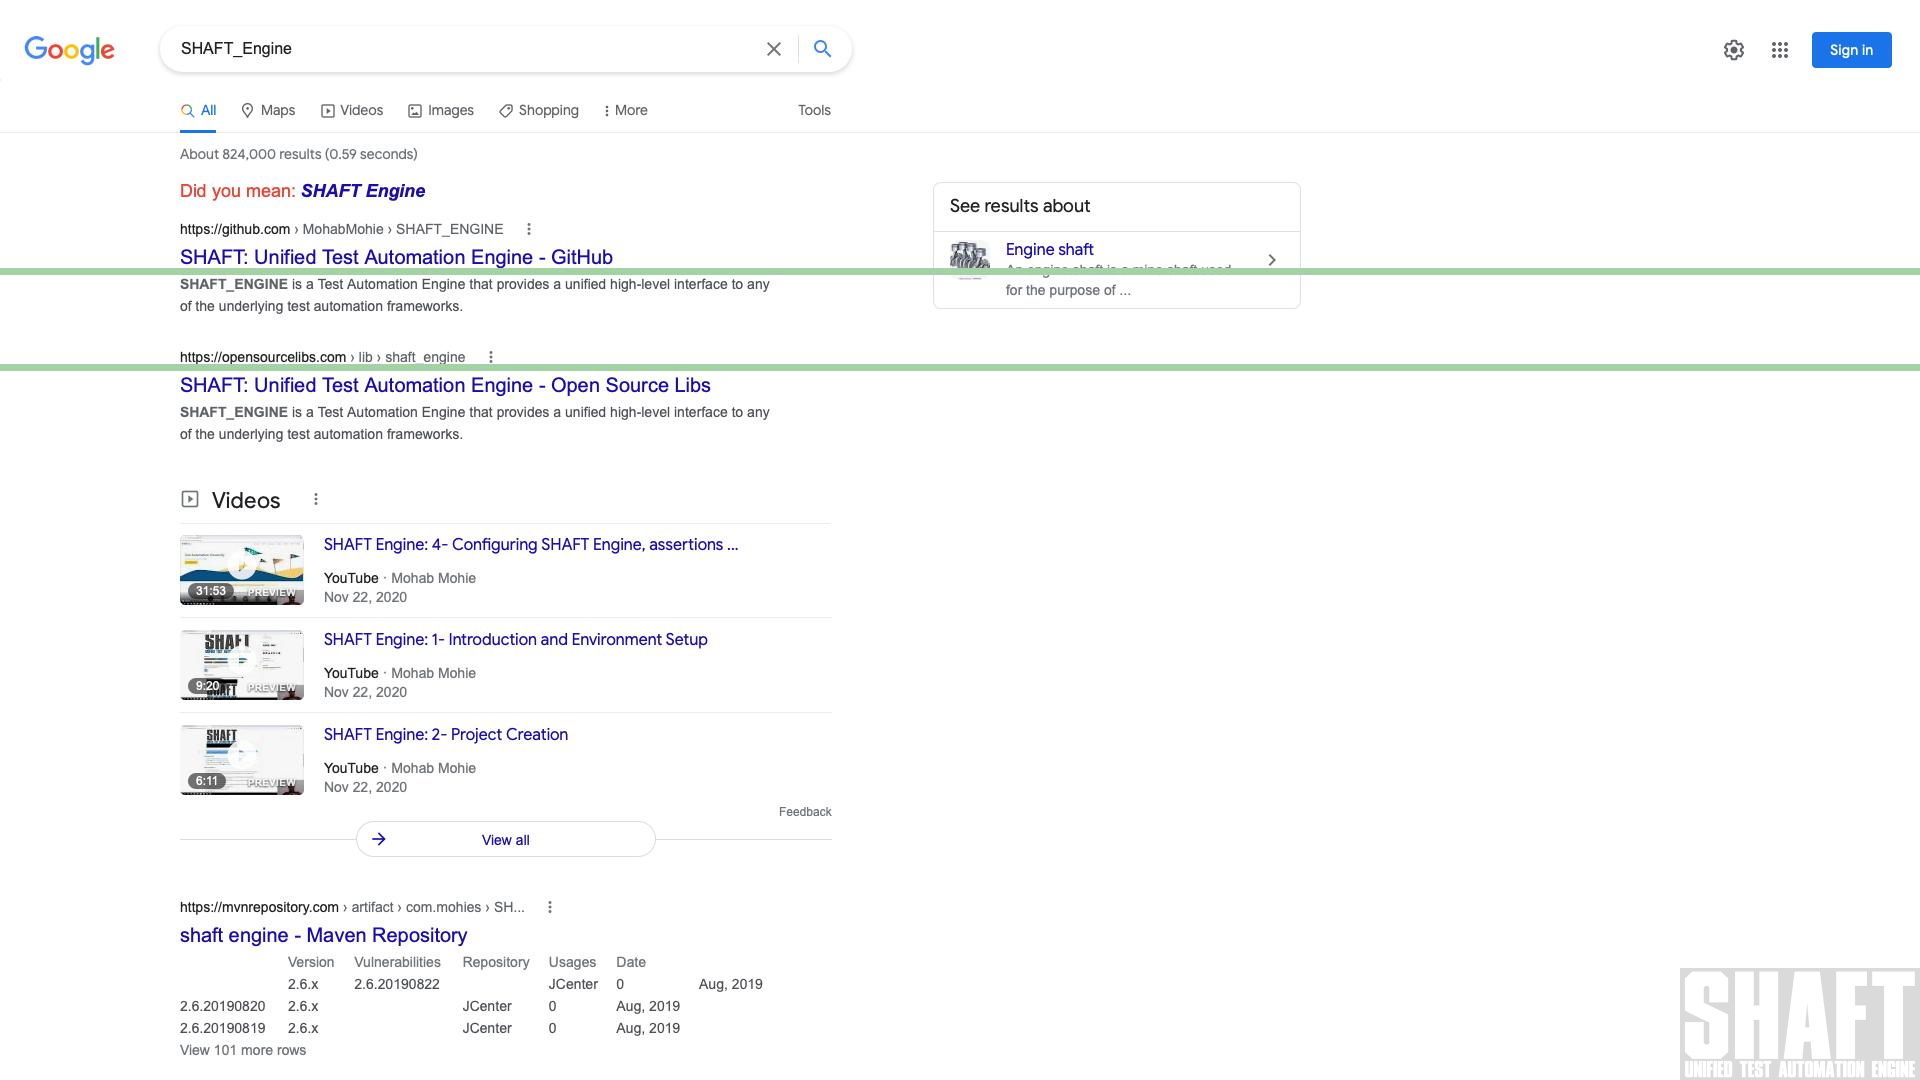 Google
SHAFT_Engine
Sign in
All
Maps
Videos
Images
Shopping
More
Tools
About 824,000 results (0.59 seconds)
Did you mean: SHAFT Engine
https://github.com › MohabMohie › SHAFT_ENGINE
SHAFT: Unified Test Automation Engine - GitHub
SHAFT_ENGINE is a Test Automation Engine that provides a unified high-level interface to any
of the underlying test automation frameworks.
See results about
Engine shaft
An engine shaft is a mine shaft used
for the purpose of ...
https://opensourcelibs.com › lib › shaft_engine
SHAFT: Unified Test Automation Engine - Open Source Libs
SHAFT_ENGINE is a Test Automation Engine that provides a unified high-level interface to any
of the underlying test automation frameworks.
Videos
SHAFT Engine: 4- Configuring SHAFT Engine, assertions ...
31:53
PREVIEW
YouTube · Mohab Mohie
Nov 22, 2020
SHAFT
SHAFT Engine: 1- Introduction and Environment Setup
9:20
PREVIEW
YouTube · Mohab Mohie
Nov 22, 2020
SHAFT
SHAFT Engine: 2- Project Creation
6:11
PREVIEW
YouTube · Mohab Mohie
Nov 22, 2020
Feedback
View all
https://mvnrepository.com › artifact › com.mohies › SH...
shaft engine - Maven Repository
Version Vulnerabilities Repository Usages Date
2.6.x 2.6.20190822 JCenter 0 Aug, 2019
2.6.20190820 2.6.x JCenter 0 Aug, 2019
2.6.20190819 2.6.x JCenter 0 Aug, 2019
View 101 more rows
SHAFT
UNIFIED TEST AUTOMATION ENGINE